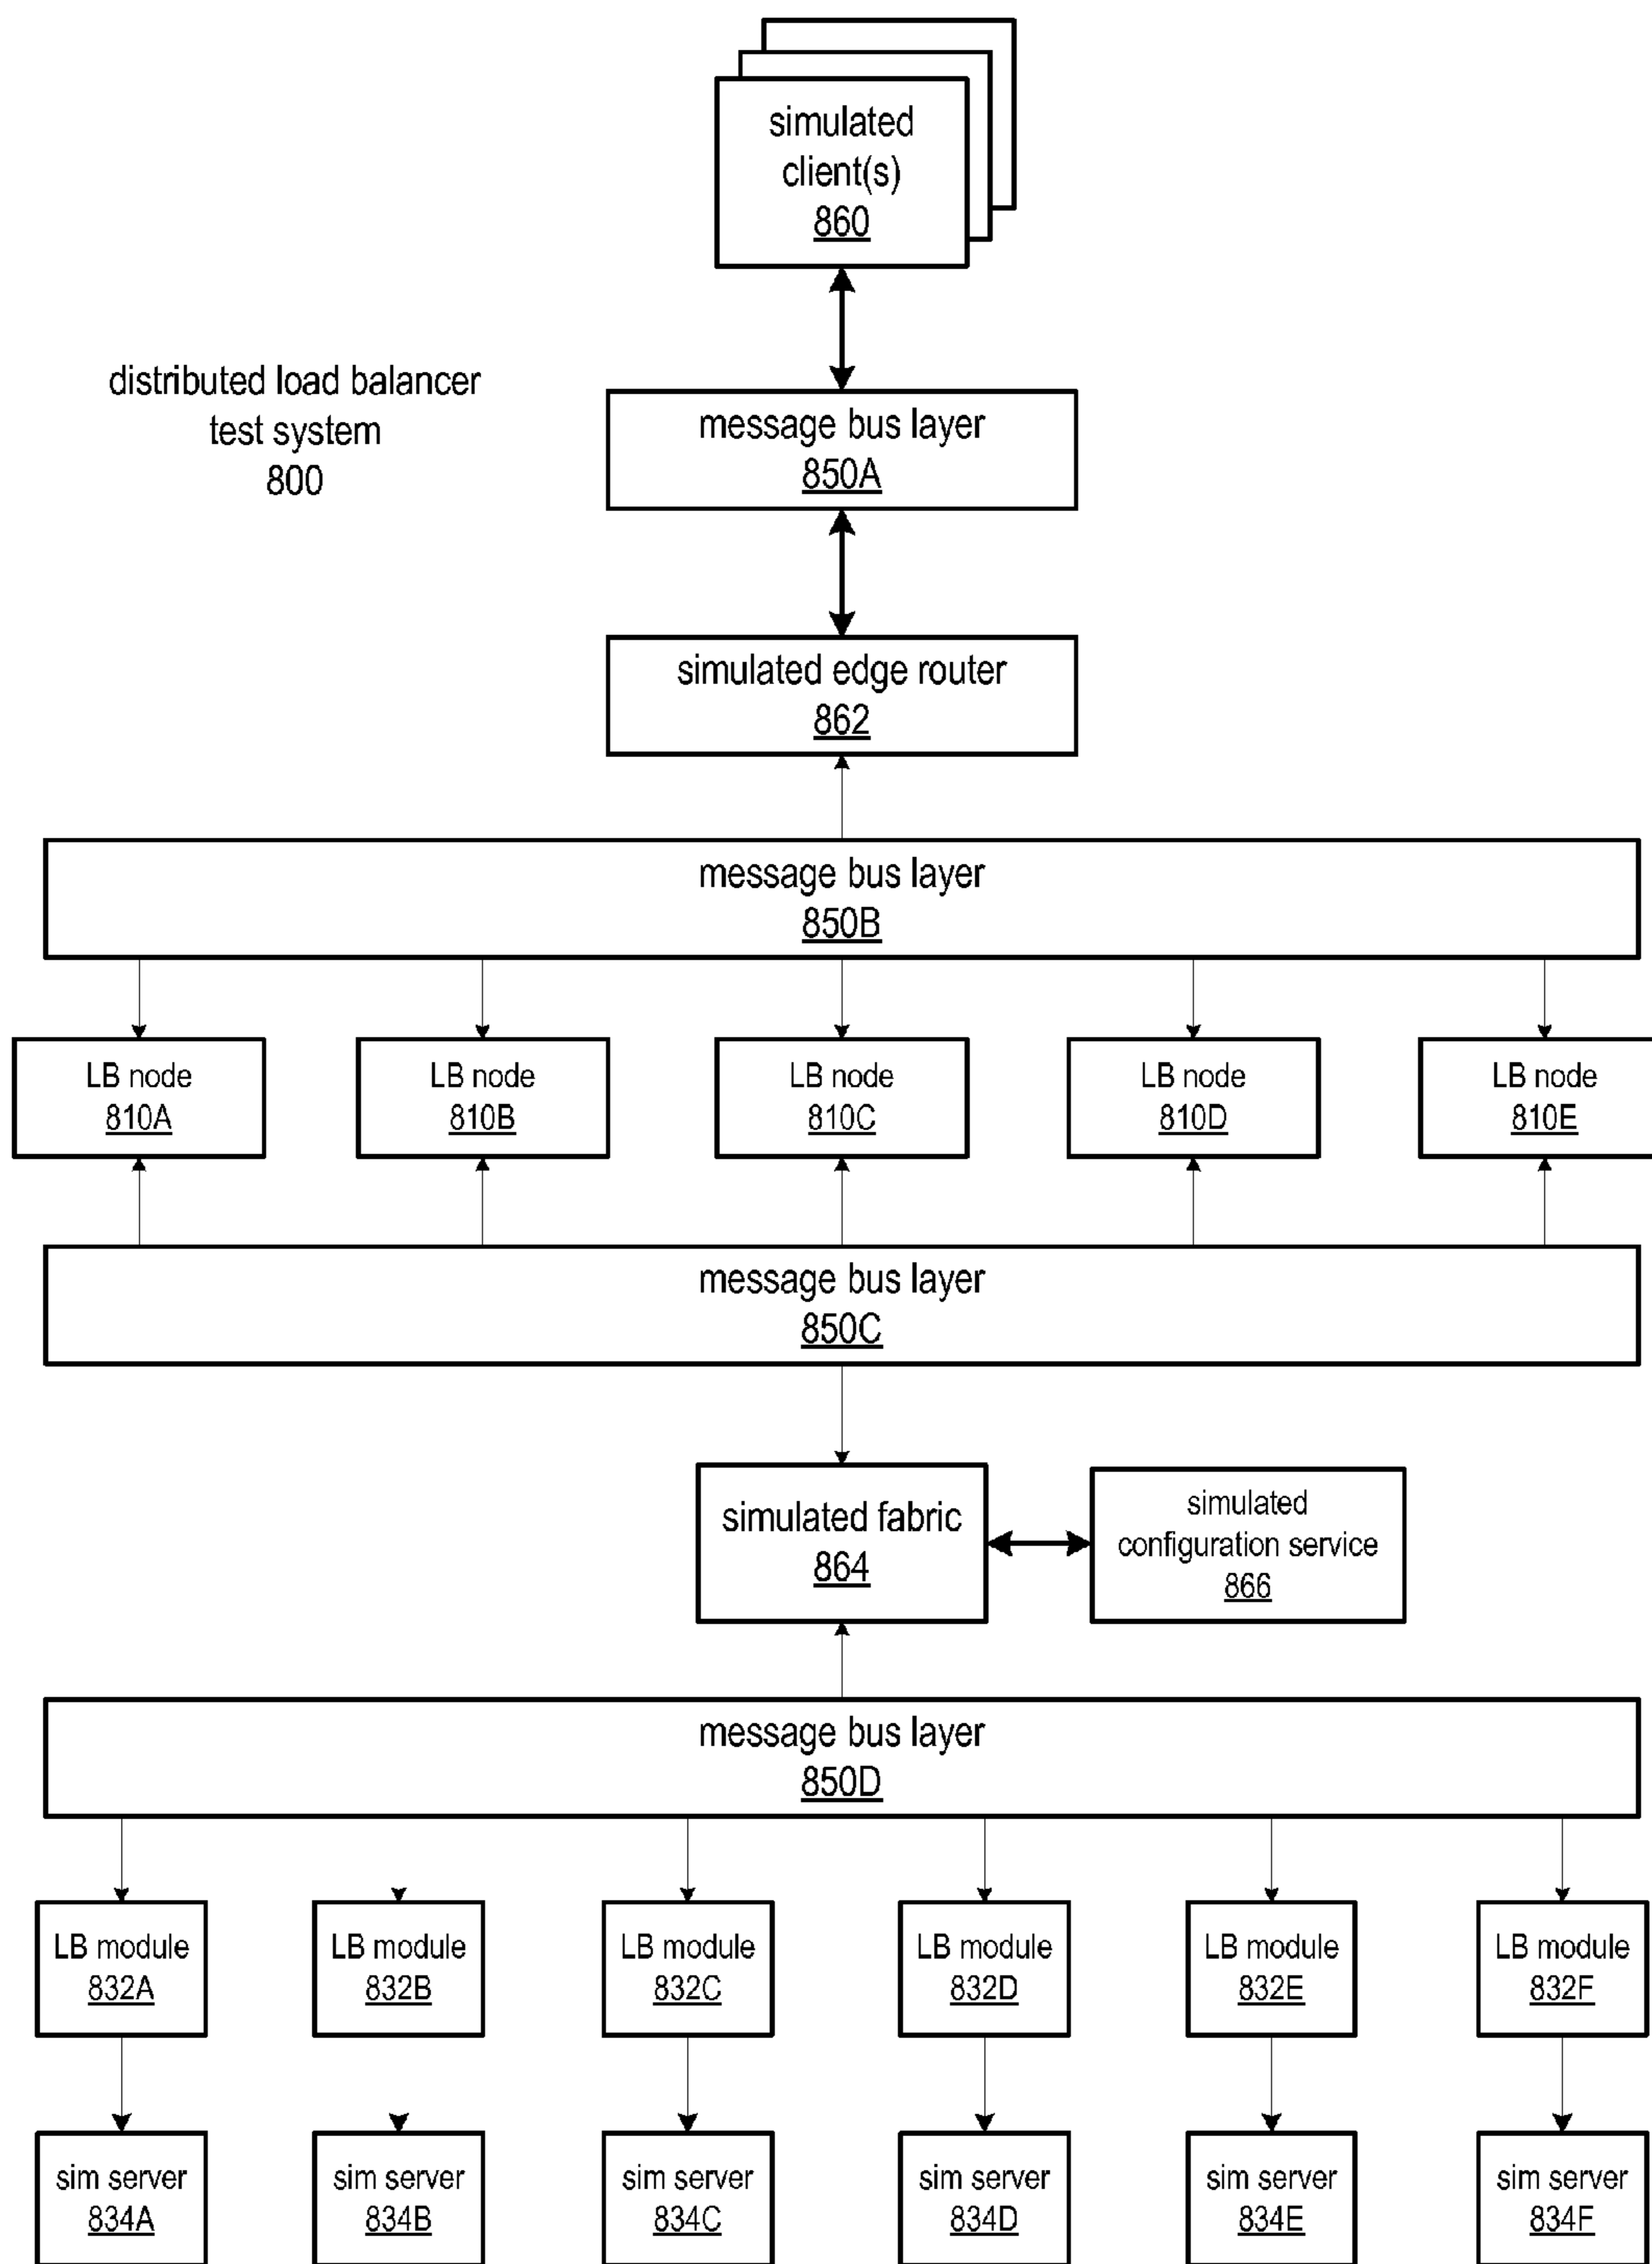 simulated
client(s)
860
distributed load balancer
test system
800
message bus layer
850A
simulated edge router
862
message bus layer
850B
LB node
810A
LB node
810B
LB node
810C
LB node
810D
LB node
810E
message bus layer
850C
simulated fabric
864
simulated
configuration service
866
message bus layer
850D
LB module
832A
LB module
832B
LB module
832C
LB module
832D
LB module
832E
LB module
832F
sim server
834A
sim server
834B
sim server
834C
sim server
834D
sim server
834E
sim server
834F